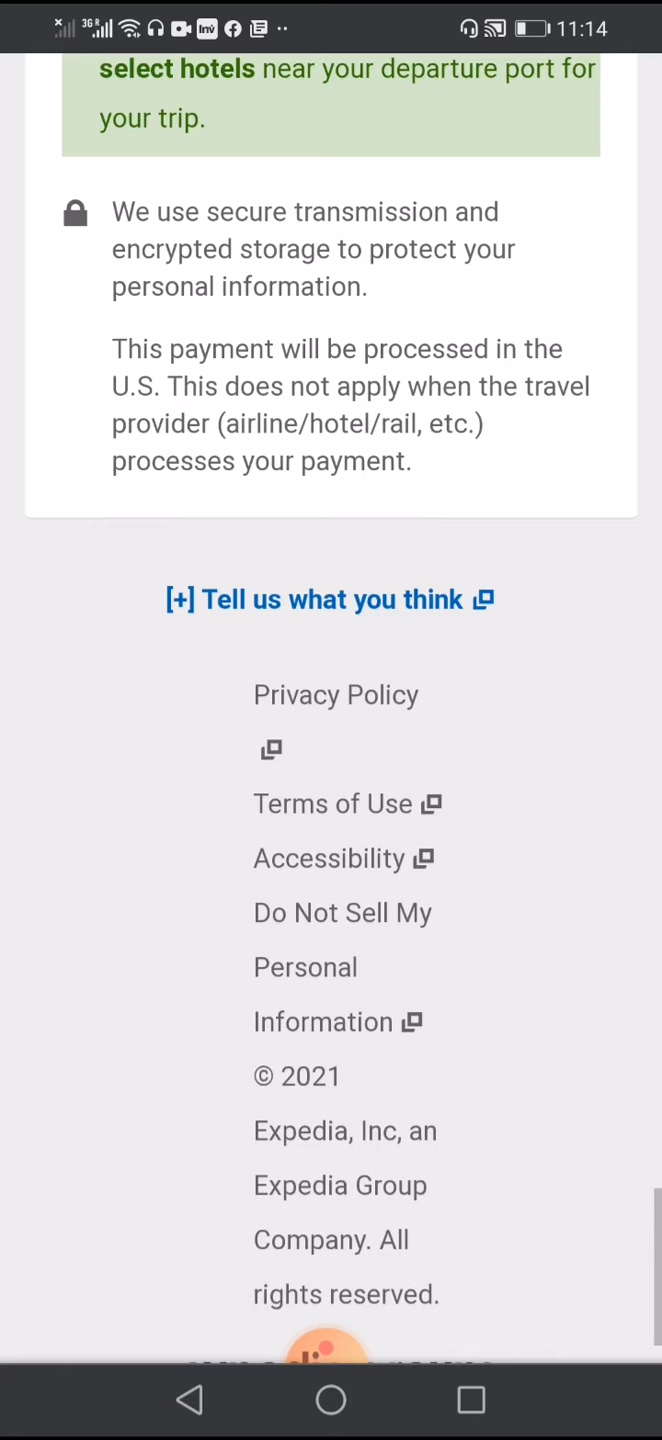 3G R
inv
11:14
select hotels near your departure port for
your trip.
We use secure transmission and
encrypted storage to protect your
personal information.
This payment will be processed in the
U.S. This does not apply when the travel
provider (airline/hotel/rail, etc.)
processes your payment.
[+] Tell us what you think
Privacy Policy
Terms of Use
Accessibility
Do Not Sell My
Personal
Information
© 2021
Expedia, Inc, an
Expedia Group
Company. All
rights reserved.